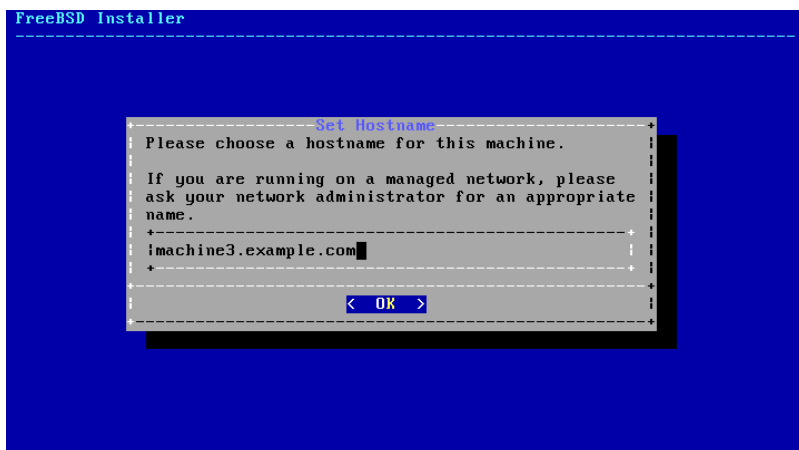 FreeBSD Installer
Set Hostname
Please choose a hostname for this machine.
If you are running on a managed network, please
ask your network administrator for an appropriate
name.
machine3.example.com
< OK >